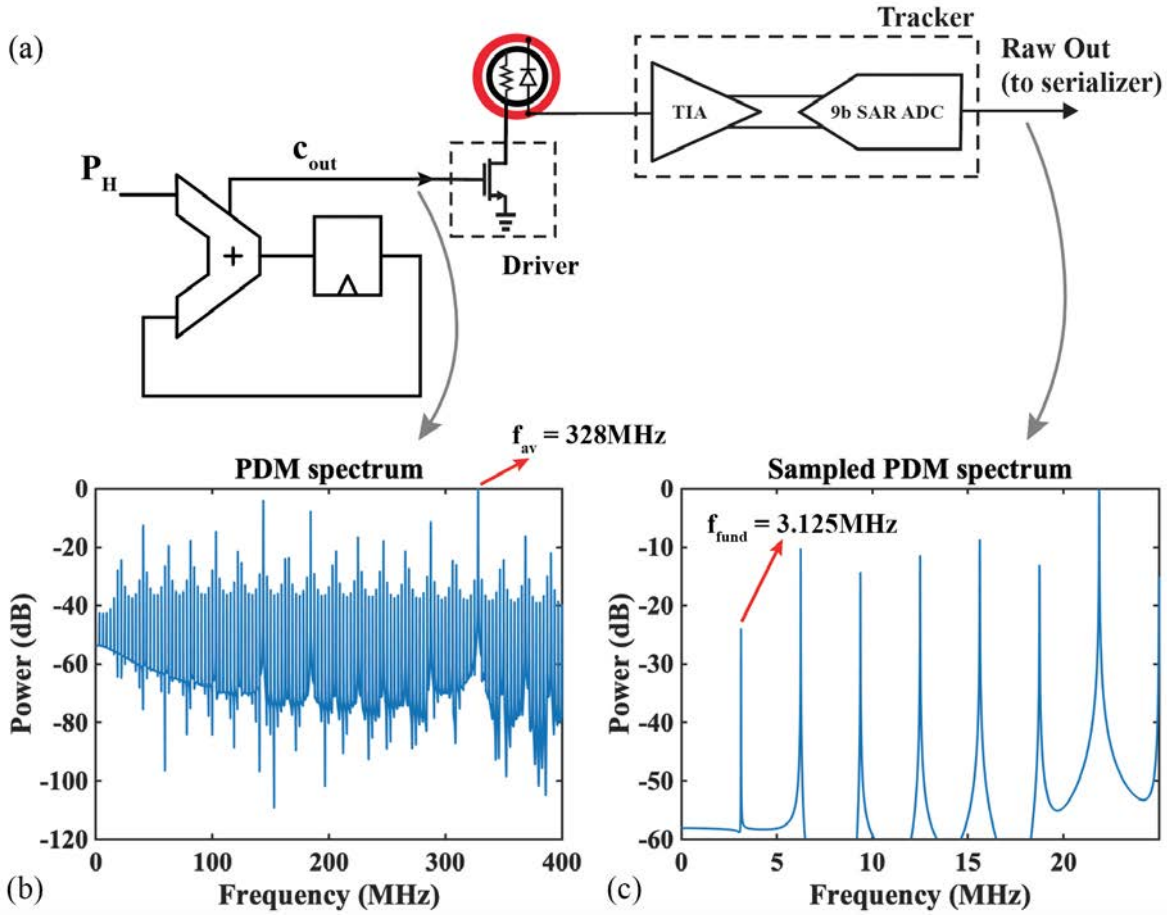 (a)
Tracker
Raw Out
(to serializer)
TIA
9b SAR ADC
P_H
c_out
+
Driver
f_av = 328MHz
PDM spectrum
Power (dB)
0
-20
-40
-60
-80
-100
-120
0 100 200 300 400
Frequency (MHz)
(b)
Sampled PDM spectrum
f_fund = 3.125MHz
Power (dB)
0
-10
-20
-30
-40
-50
-60
0 5 10 15 20
Frequency (MHz)
(c)